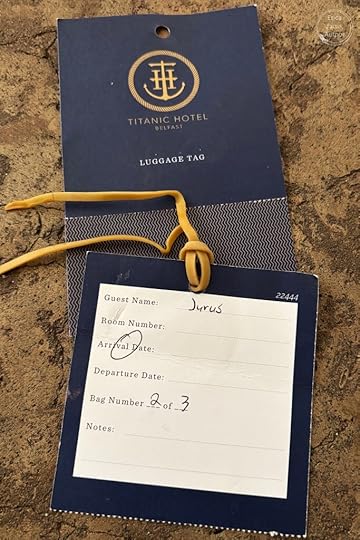 TITANIC HOTEL
BELFAST
LUGGAGE TAG
22444
Guest Name: Jurus
Room Number:
Arrival Date:
Departure Date:
Bag Number 2 of 3
Notes: